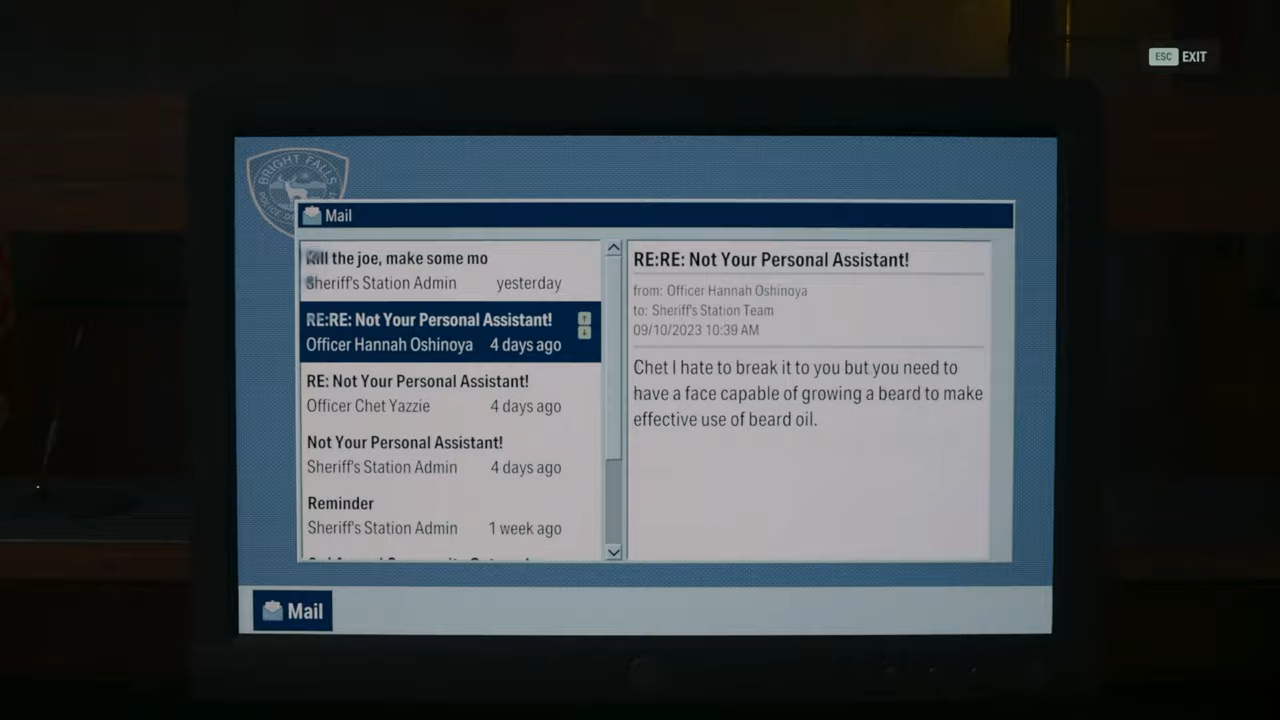 ESC EXIT
BRIGHT FALLS
Mail
Kill the joe, make some mo
Sheriff's Station Admin yesterday
RE:RE: Not Your Personal Assistant!
Officer Hannah Oshinoya 4 days ago
RE: Not Your Personal Assistant!
Officer Chet Yazzie 4 days ago
Not Your Personal Assistant!
Sheriff's Station Admin 4 days ago
Reminder
Sheriff's Station Admin 1 week ago
RE:RE: Not Your Personal Assistant!
from: Officer Hannah Oshinoya
to: Sheriff's Station Team
09/10/2023 10:39 AM
Chet I hate to break it to you but you need to
have a face capable of growing a beard to make
effective use of beard oil.
Mail